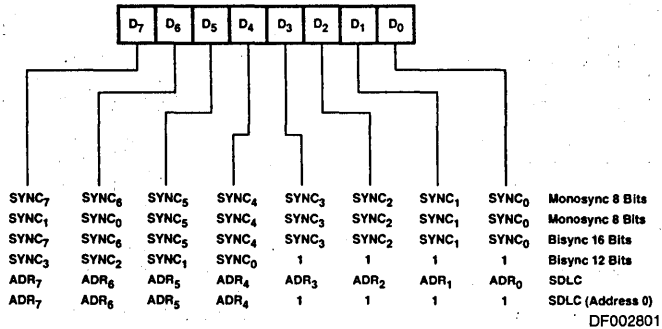 D7 D6 D5 D4 D3 D2 D1 D0
SYNC7 SYNC6 SYNC5 SYNC4 SYNC3 SYNC2 SYNC1 SYNC0 Monosync 8 Bits
SYNC1 SYNC0 SYNC5 SYNC4 SYNC3 SYNC2 SYNC1 SYNC0 Monosync 8 Bits
SYNC7 SYNC6 SYNC5 SYNC4 SYNC3 SYNC2 SYNC1 SYNC0 Bisync 16 Bits
SYNC3 SYNC2 SYNC1 SYNC0 1 1 1 1 Bisync 12 Bits
ADR7 ADR6 ADR5 ADR4 ADR3 ADR2 ADR1 ADR0 SDLC
ADR7 ADR6 ADR5 ADR4 1 1 1 1 SDLC (Address 0)
DF002801